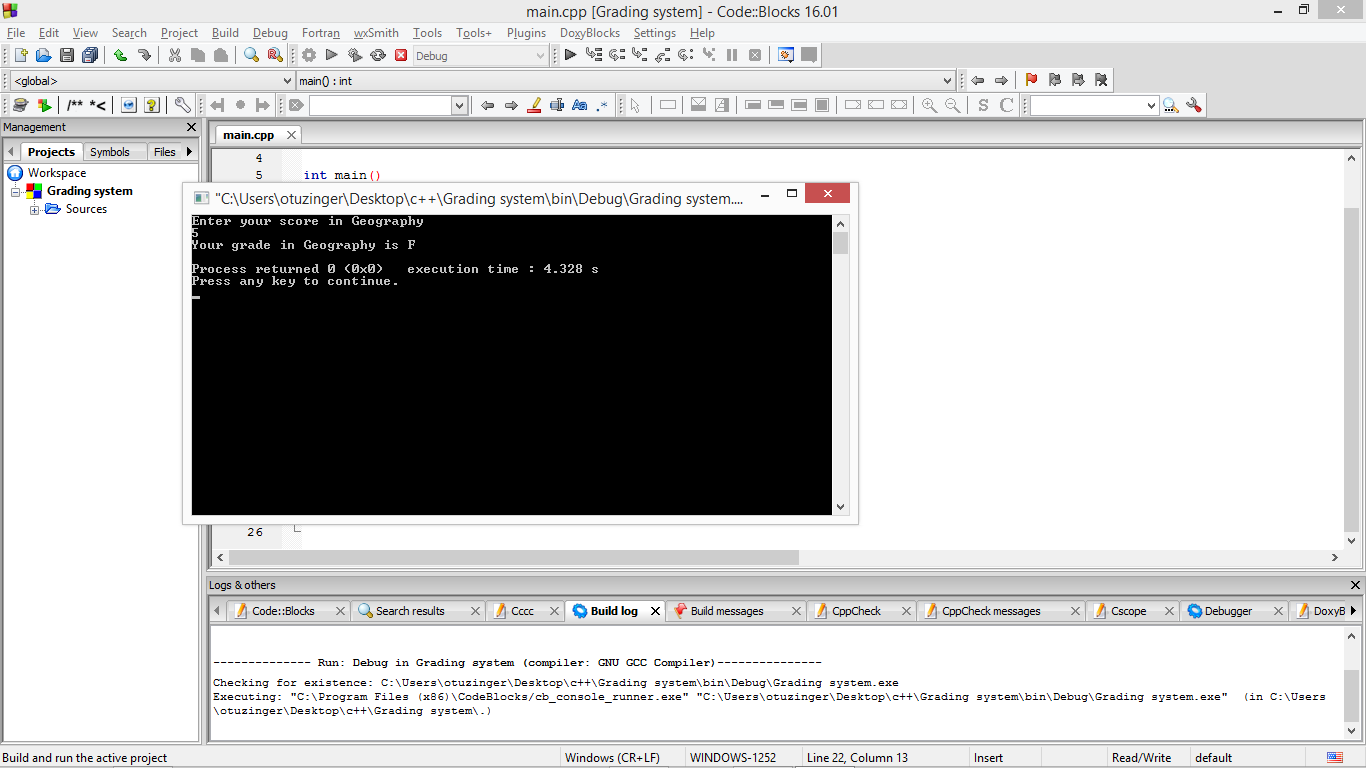 main.cpp [Grading system] - Code::Blocks 16.01
File Edit View Search Project Build Debug Fortran wxSmith Tools Tools+ Plugins DoxyBlocks Settings Help
Debug
<global> main() : int
/** *<
Aa .*
S C
Management
main.cpp
Projects Symbols Files
Workspace
Grading system
Sources
4
5 int main()
"C:\Users\otuzinger\Desktop\c++\Grading system\bin\Debug\Grading system....
Enter your score in Geography
5
Your grade in Geography is F
Process returned 0 (0x0)   execution time : 4.328 s
Press any key to continue.
26
Logs & others
Code::Blocks Search results Cccc Build log Build messages CppCheck CppCheck messages Cscope Debugger DoxyB
-------------- Run: Debug in Grading system (compiler: GNU GCC Compiler)---------------
Checking for existence: C:\Users\otuzinger\Desktop\c++\Grading system\bin\Debug\Grading system.exe
Executing: "C:\Program Files (x86)\CodeBlocks/cb_console_runner.exe" "C:\Users\otuzinger\Desktop\c++\Grading system\bin\Debug\Grading system.exe"  (in C:\Users
\otuzinger\Desktop\c++\Grading system\.)
Build and run the active project Windows (CR+LF) WINDOWS-1252 Line 22, Column 13 Insert Read/Write default